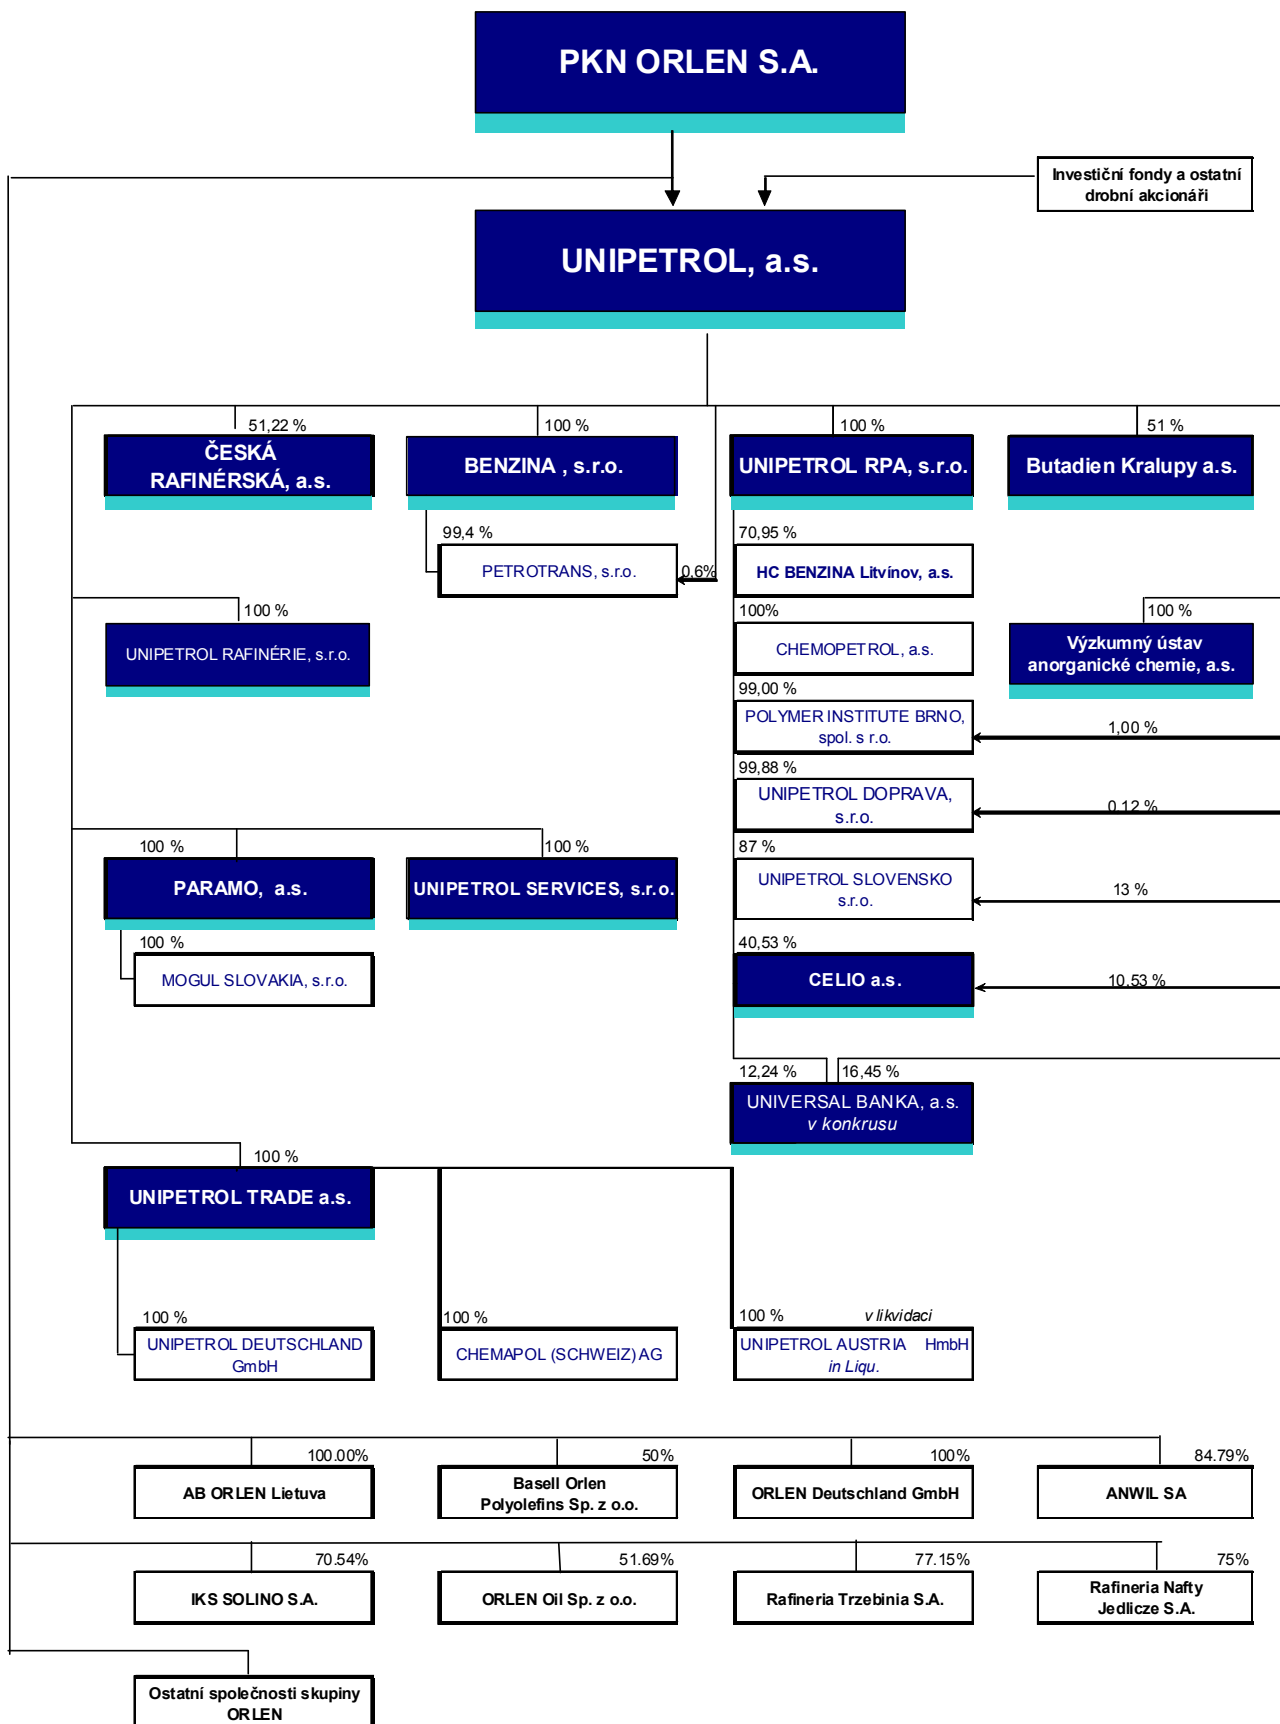 PKN ORLEN S.A.
Investiční fondy a ostatní
drobní akcionáři
UNIPETROL, a.s.
51,22 %
100 %
100 %
51 %
ČESKÁ
RAFINÉRSKÁ, a.s.
BENZINA , s.r.o.
UNIPETROL RPA, s.r.o.
Butadien Kralupy a.s.
99,4 %
70,95 %
PETROTRANS, s.r.o.
0,6%
HC BENZINA Litvínov, a.s.
100 %
100%
100 %
UNIPETROL RAFINÉRIE, s.r.o.
CHEMOPETROL, a.s.
Výzkumný ústav
anorganické chemie, a.s.
99,00 %
POLYMER INSTITUTE BRNO,
spol. s r.o.
1,00 %
99,88 %
UNIPETROL DOPRAVA,
s.r.o.
0,12 %
100 %
100 %
87 %
PARAMO, a.s.
UNIPETROL SERVICES, s.r.o.
UNIPETROL SLOVENSKO
s.r.o.
13 %
100 %
40,53 %
MOGUL SLOVAKIA, s.r.o.
CELIO a.s.
10.53 %
12,24 %
16,45 %
UNIVERSAL BANKA, a.s.
v konkrusu
100 %
UNIPETROL TRADE a.s.
100 %
100 %
100 %
v likvidaci
UNIPETROL DEUTSCHLAND
GmbH
CHEMAPOL (SCHWEIZ) AG
UNIPETROL AUSTRIA HmbH
in Liqu.
100.00%
50%
100%
84.79%
AB ORLEN Lietuva
Basell Orlen
Polyolefins Sp. z o.o.
ORLEN Deutschland GmbH
ANWIL SA
70.54%
51.69%
77.15%
75%
IKS SOLINO S.A.
ORLEN Oil Sp. z o.o.
Rafineria Trzebinia S.A.
Rafineria Nafty
Jedlicze S.A.
Ostatní společnosti skupiny
ORLEN